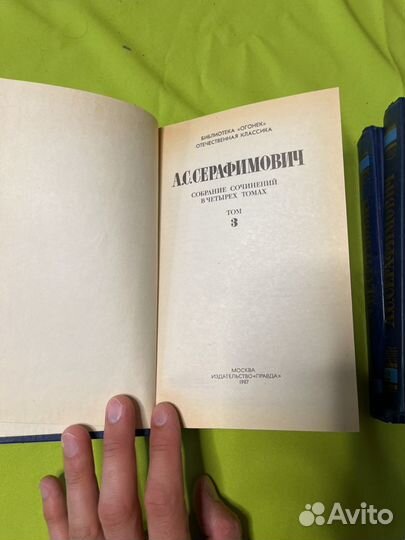 БИБЛИОТЕКА «ОГОНЕК»
ОТЕЧЕСТВЕННАЯ КЛАССИКА
А.С.СЕРАФИМОВИЧ
СОБРАНИЕ СОЧИНЕНИЙ
В ЧЕТЫРЕХ ТОМАХ
ТОМ
3
МОСКВА
ИЗДАТЕЛЬСТВО «ПРАВДА»
1987
Avito